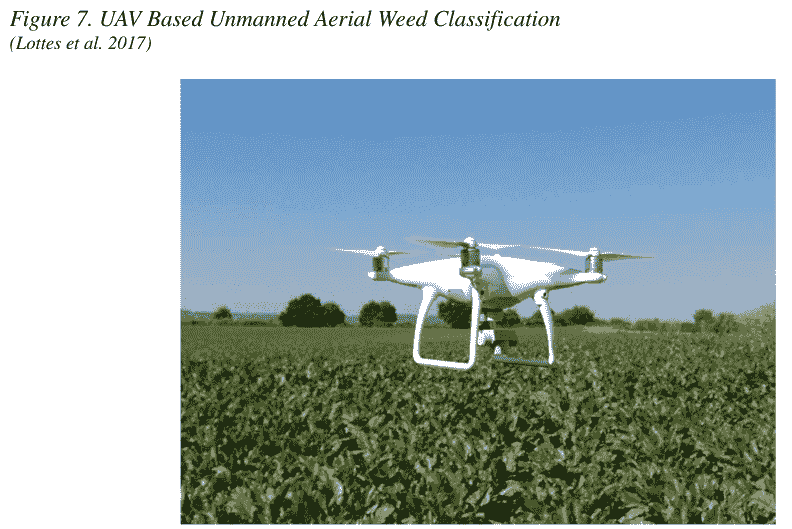 Figure 7. UAV Based Unmanned Aerial Weed Classification
(Lottes et al. 2017)